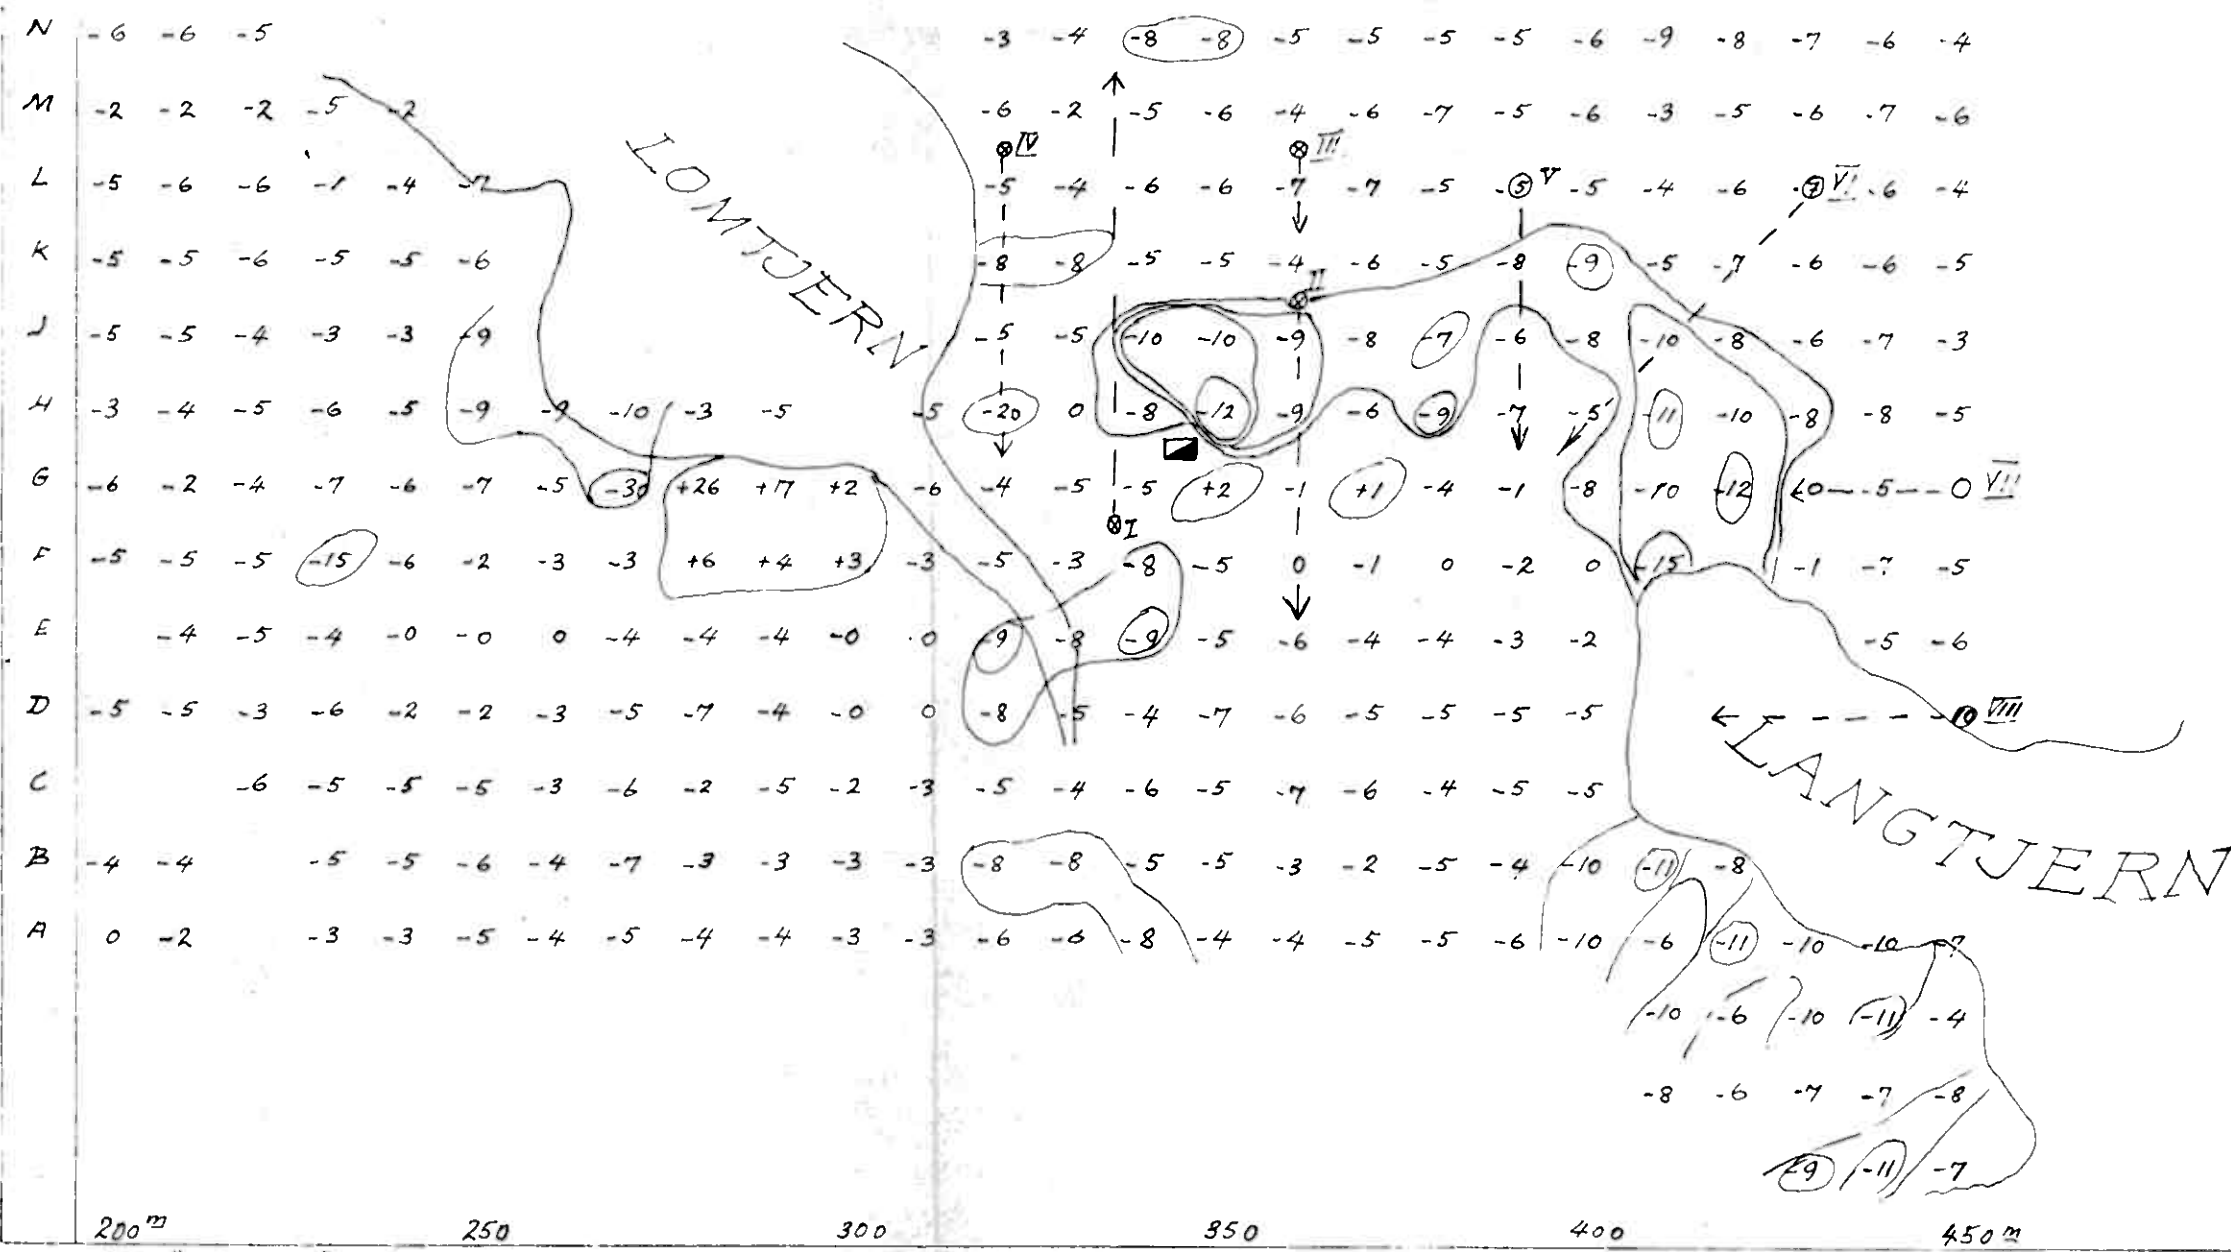 N -6 -6 -5 -3 -4 -8 -8 -5 -5 -5 -5 -6 -9 -8 -7 -6 -4
M -2 -2 -2 -5 -2 -6 -2 -5 -6 -4 -6 -7 -5 -6 -3 -5 -6 -7 -6
IV III
L -5 -6 -6 -1 -4 -7 -5 -4 -6 -6 -7 -7 -5 -5 V -5 -4 -6 VI -6 -4
LOMTJERN
K -5 -5 -6 -5 -5 -6 -8 -8 -5 -5 -4 -6 -5 -8 -9 -5 -7 -6 -6 -5
II
J -5 -5 -4 -3 -3 -9 -5 -5 -10 -10 -9 -8 -7 -6 -8 -10 -8 -6 -7 -3
H -3 -4 -5 -6 -5 -9 -9 -10 -3 -5 -5 -20 0 -8 -12 -9 -6 -9 -7 -5 -11 -10 -8 -8 -5
G -6 -2 -4 -7 -6 -7 -5 -30 +26 +17 +2 -6 -4 -5 -5 +2 -1 +1 -4 -1 -8 -10 -12 0 -5 0 VII
I
F -5 -5 -5 -15 -6 -2 -3 -3 +6 +4 +3 -3 -5 -3 -8 -5 0 -1 0 -2 0 -15 -1 -7 -5
E -4 -5 -4 -0 -0 0 -4 -4 -4 -0 0 -9 -8 -9 -5 -6 -4 -4 -3 -2 -5 -6
D -5 -5 -3 -6 -2 -2 -3 -5 -7 -4 -0 0 -8 -5 -4 -7 -6 -5 -5 -5 -5 10 VIII
LANGTJERN
C -6 -5 -5 -5 -3 -6 -2 -5 -2 -3 -5 -4 -6 -5 -7 -6 -4 -5 -5
B -4 -4 -5 -5 -6 -4 -7 -3 -3 -3 -3 -8 -8 -5 -5 -3 -2 -5 -4 -10 -11 -8
A 0 -2 -3 -3 -5 -4 -5 -4 -4 -3 -3 -6 -6 -8 -4 -4 -5 -5 -6 -10 -6 -11 -10 -10 -7
-10 -6 -10 -11 -4
-8 -6 -7 -7 -8
-9 -11 -7
200 m 250 300 350 400 450 m